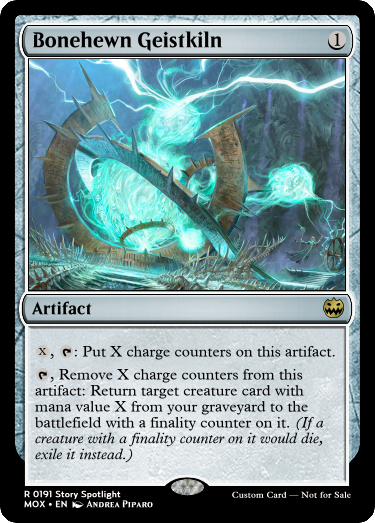 Bonehewn Geistkiln 1
Artifact
X, : Put X charge counters on this artifact.
, Remove X charge counters from this
artifact: Return target creature card with
mana value X from your graveyard to the
battlefield with a finality counter on it. (If a
creature with a finality counter on it would die,
exile it instead.)
R 0191 Story Spotlight
MOX • EN Andrea Piparo
Custom Card — Not for Sale